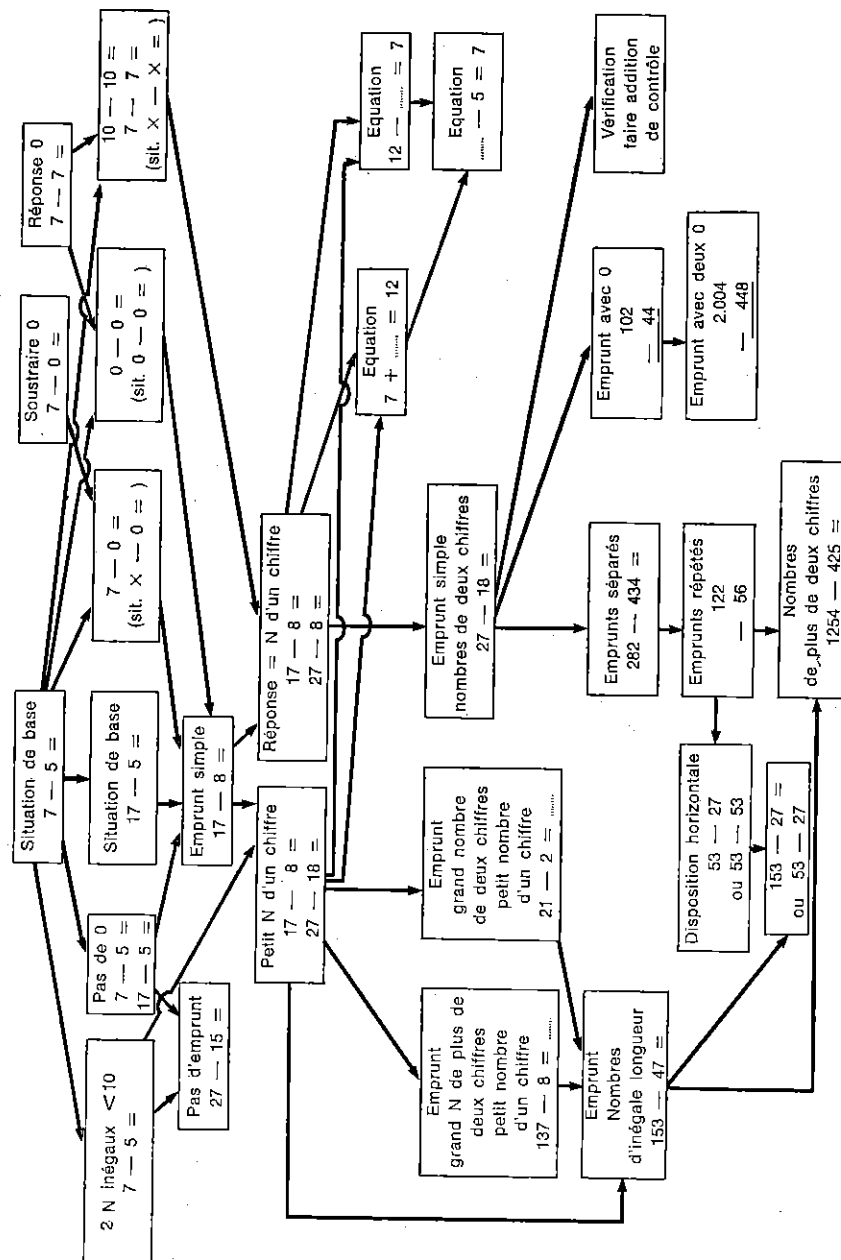 Situation de base
7 — 5 =
Soustraire 0
7 — 0 =
Réponse 0
7 — 7 =
2 N inégaux <10
7 — 5 =
Pas de 0
7 — 5 =
17 — 5 =
Situation de base
17 — 5 =
7 — 0 =
(sit. X — 0 = )
0 — 0 =
(sit. 0 — 0 = )
10 — 10 =
7 — 7 =
(sit. X — X = )
Pas d'emprunt
27 — 15 =
Emprunt simple
17 — 8 =
Petit N d'un chiffre
17 — 8 =
27 — 18 =
Réponse = N d'un chiffre
17 — 8 =
27 — 8 =
Equation
7 + ...... = 12
Equation
12 — ...... = 7
Equation
...... — 5 = 7
Emprunt
grand N de plus de
deux chiffres
petit nombre
d'un chiffre
137 — 8 = ......
Emprunt
grand nombre
de deux chiffres
petit nombre
d'un chiffre
21 — 2 = ......
Emprunt simple
nombres de deux chiffres
27 — 18 =
Emprunt
Nombres
d'inégale longueur
153 — 47 =
Emprunts séparés
282 — 434 =
Emprunt avec 0
102
— 44
Vérification
faire addition
de contrôle
Emprunts répétés
122
— 56
Emprunt avec deux 0
2.004
— 448
Disposition horizontale
53 — 27
ou 53 — 53
153 — 27 =
ou 53 — 27
Nombres
de plus de deux chiffres
1254 — 425 =